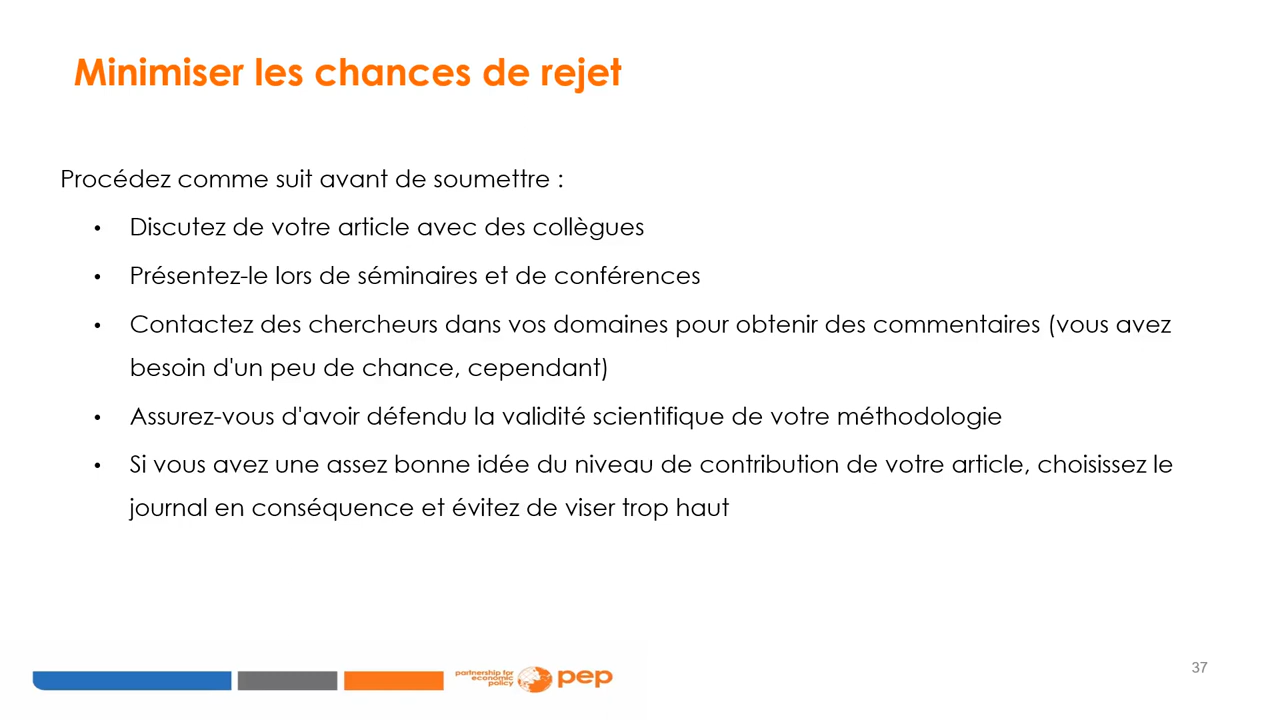 Minimiser les chances de rejet
Procédez comme suit avant de soumettre :
• Discutez de votre article avec des collègues
• Présentez-le lors de séminaires et de conférences
• Contactez des chercheurs dans vos domaines pour obtenir des commentaires (vous avez
besoin d'un peu de chance, cependant)
• Assurez-vous d'avoir défendu la validité scientifique de votre méthodologie
• Si vous avez une assez bonne idée du niveau de contribution de votre article, choisissez le
journal en conséquence et évitez de viser trop haut
partnership for
economic
policy
pep
37